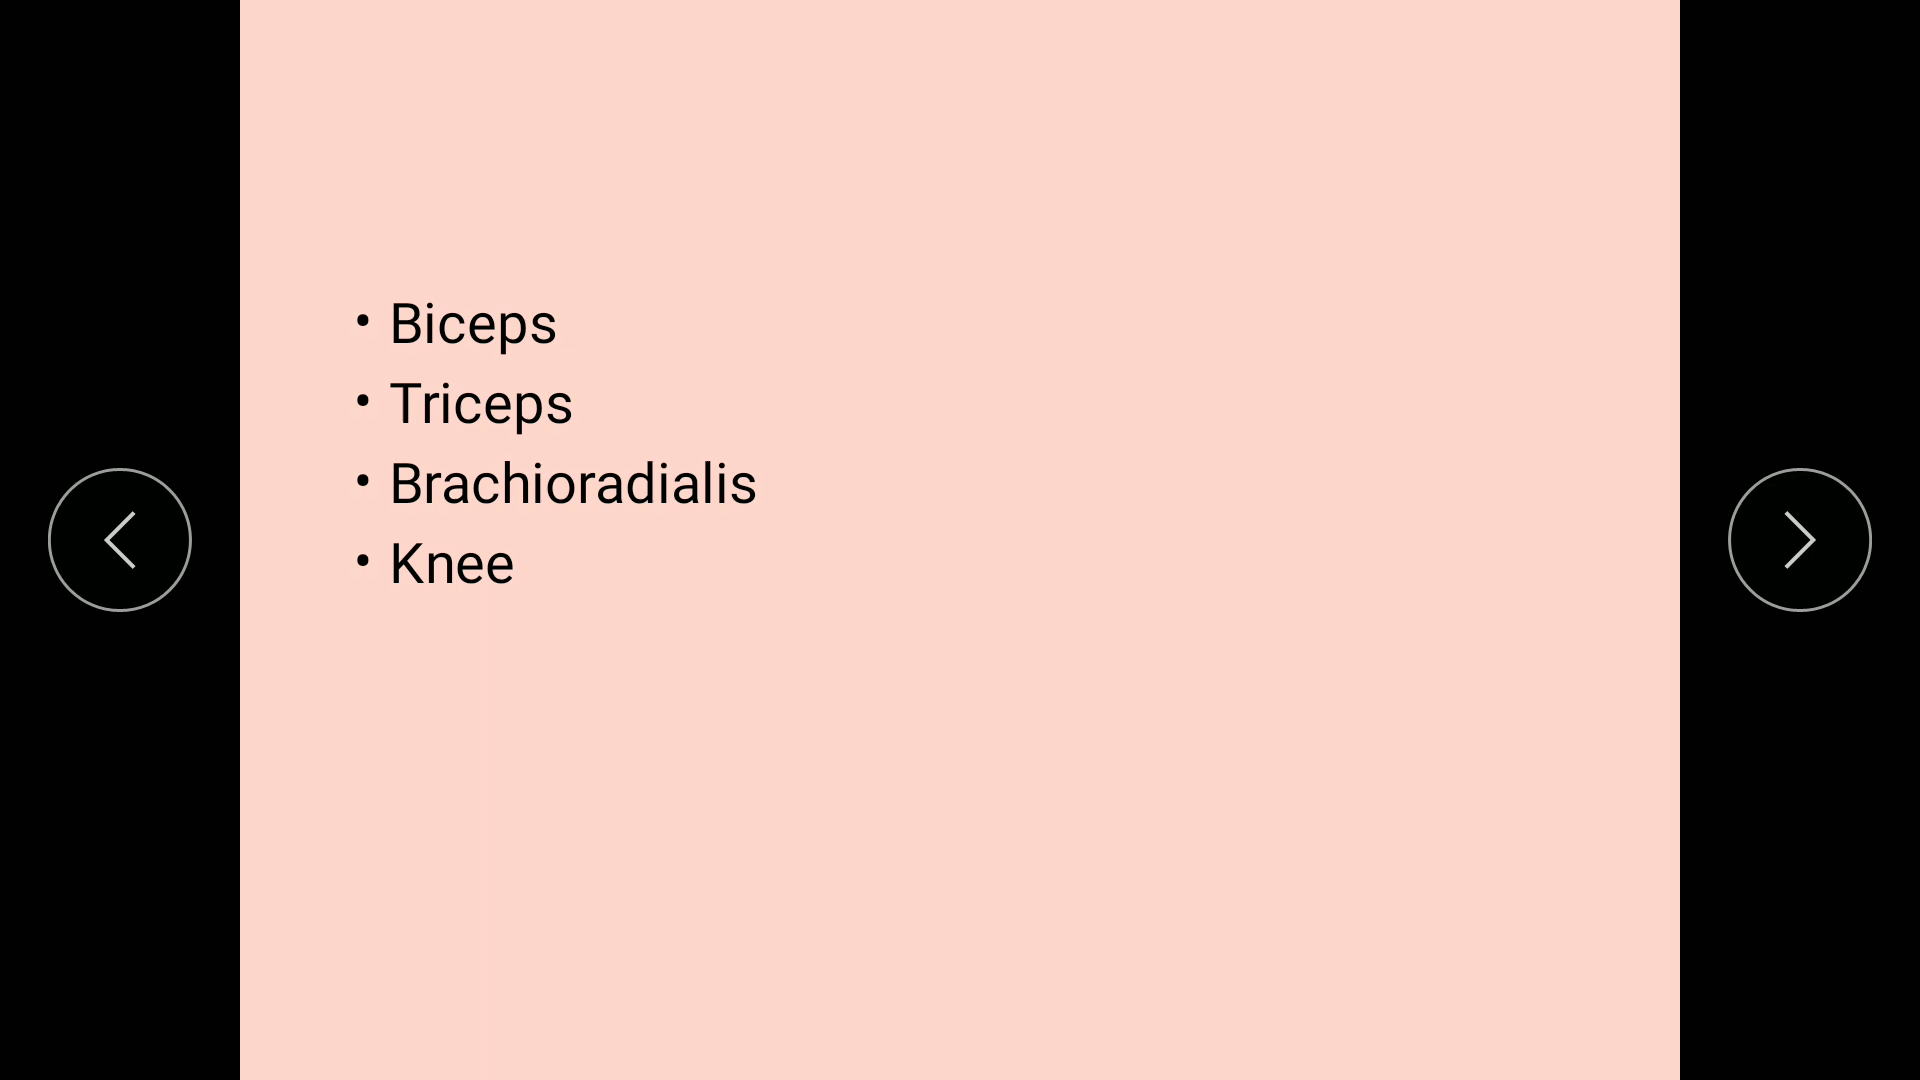 • Biceps
• Triceps
• Brachioradialis
• Knee